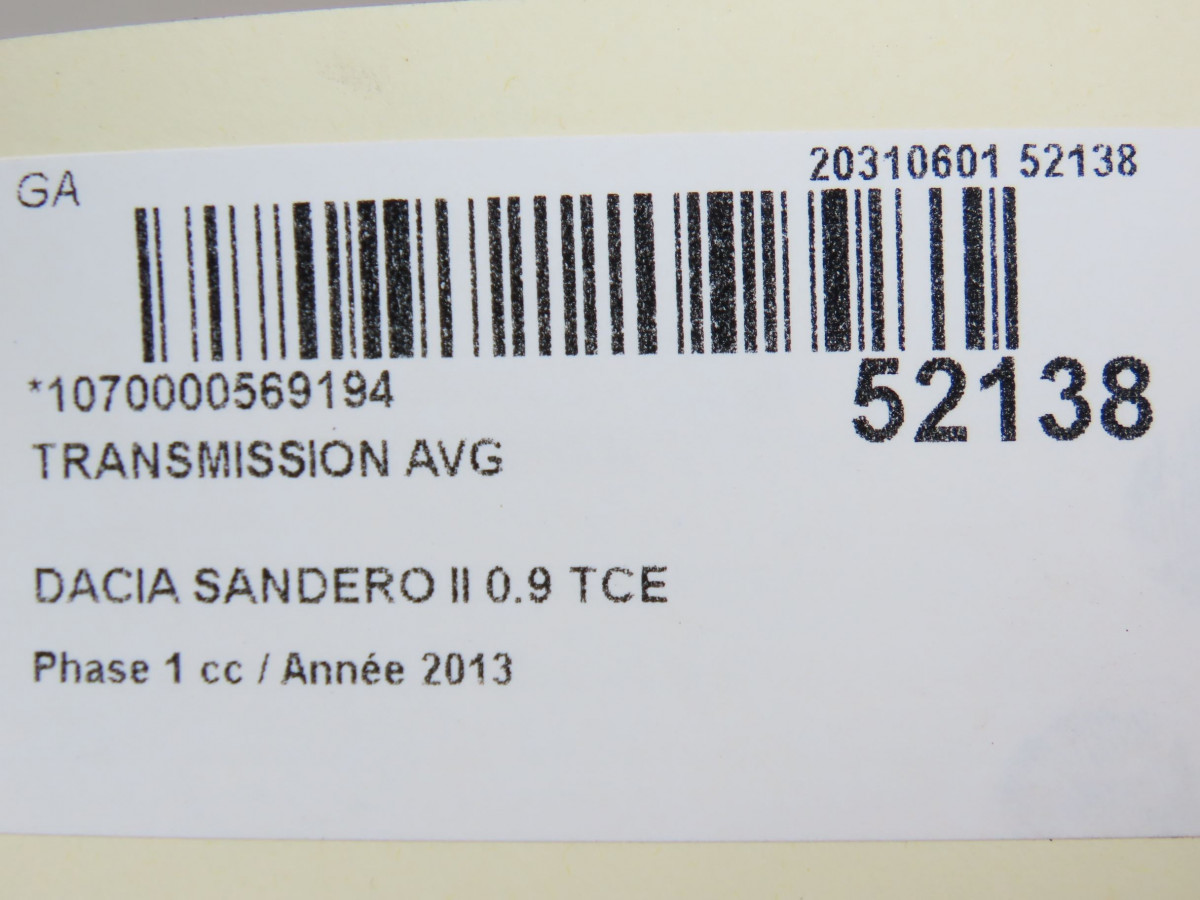 GA
20310601 52138
*1070000569194
52138
TRANSMISSION AVG
DACIA SANDERO II 0.9 TCE
Phase 1 cc / Année 2013